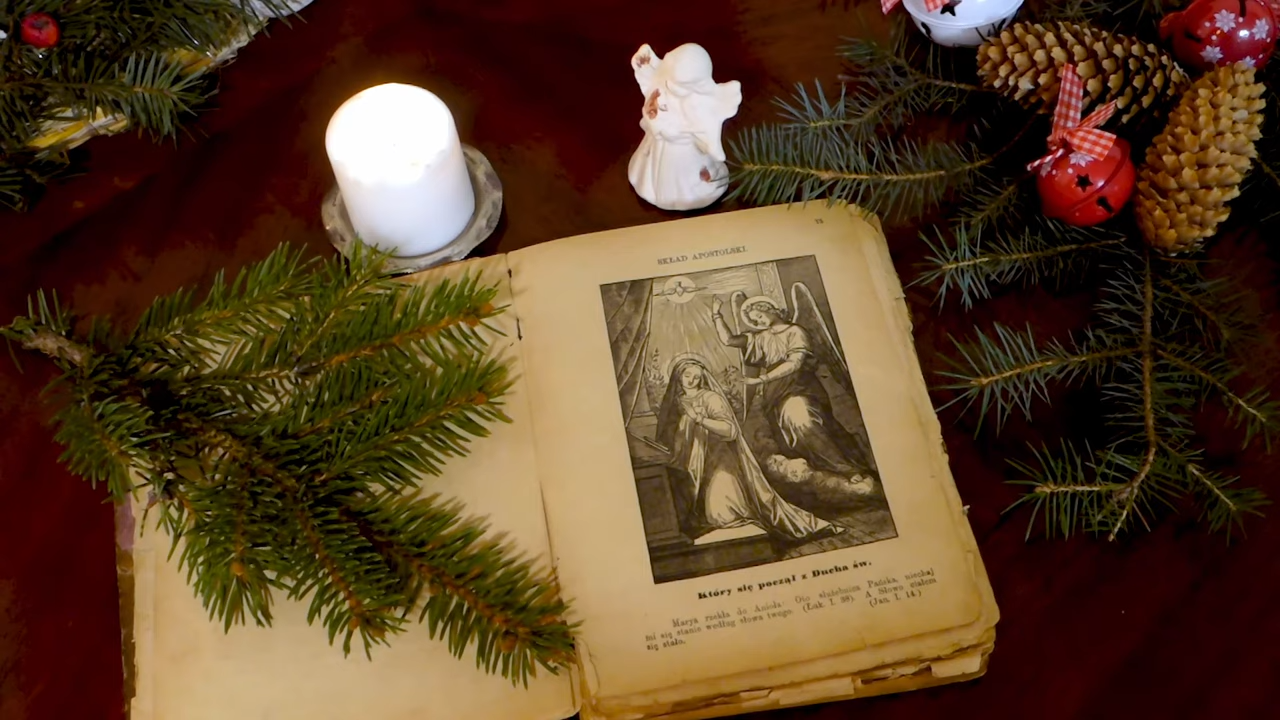 73
SKŁAD APOSTOLSKI.
Który się począł z Ducha św.
Marya rzekła do Anioła: Oto służebnica Pańska, niechaj
mi się stanie według słowa twego. (Łuk. I. 38). A Słowo ciałem
się stało. (Jan. I. 14.)